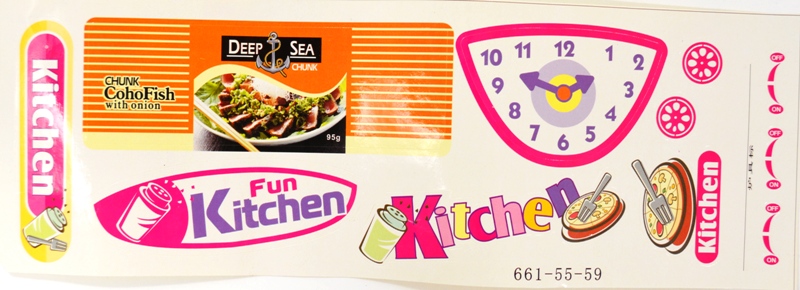 Kitchen
DEEP SEA
CHUNK
CHUNK
CohoFish
with onion
95g
12
1
2
3
4
5
6
7
8
9
10
11
OFF
ON
OFF
ON
OFF
ON
Fun
Kitchen
Kitchen
Kitchen
661-55-59